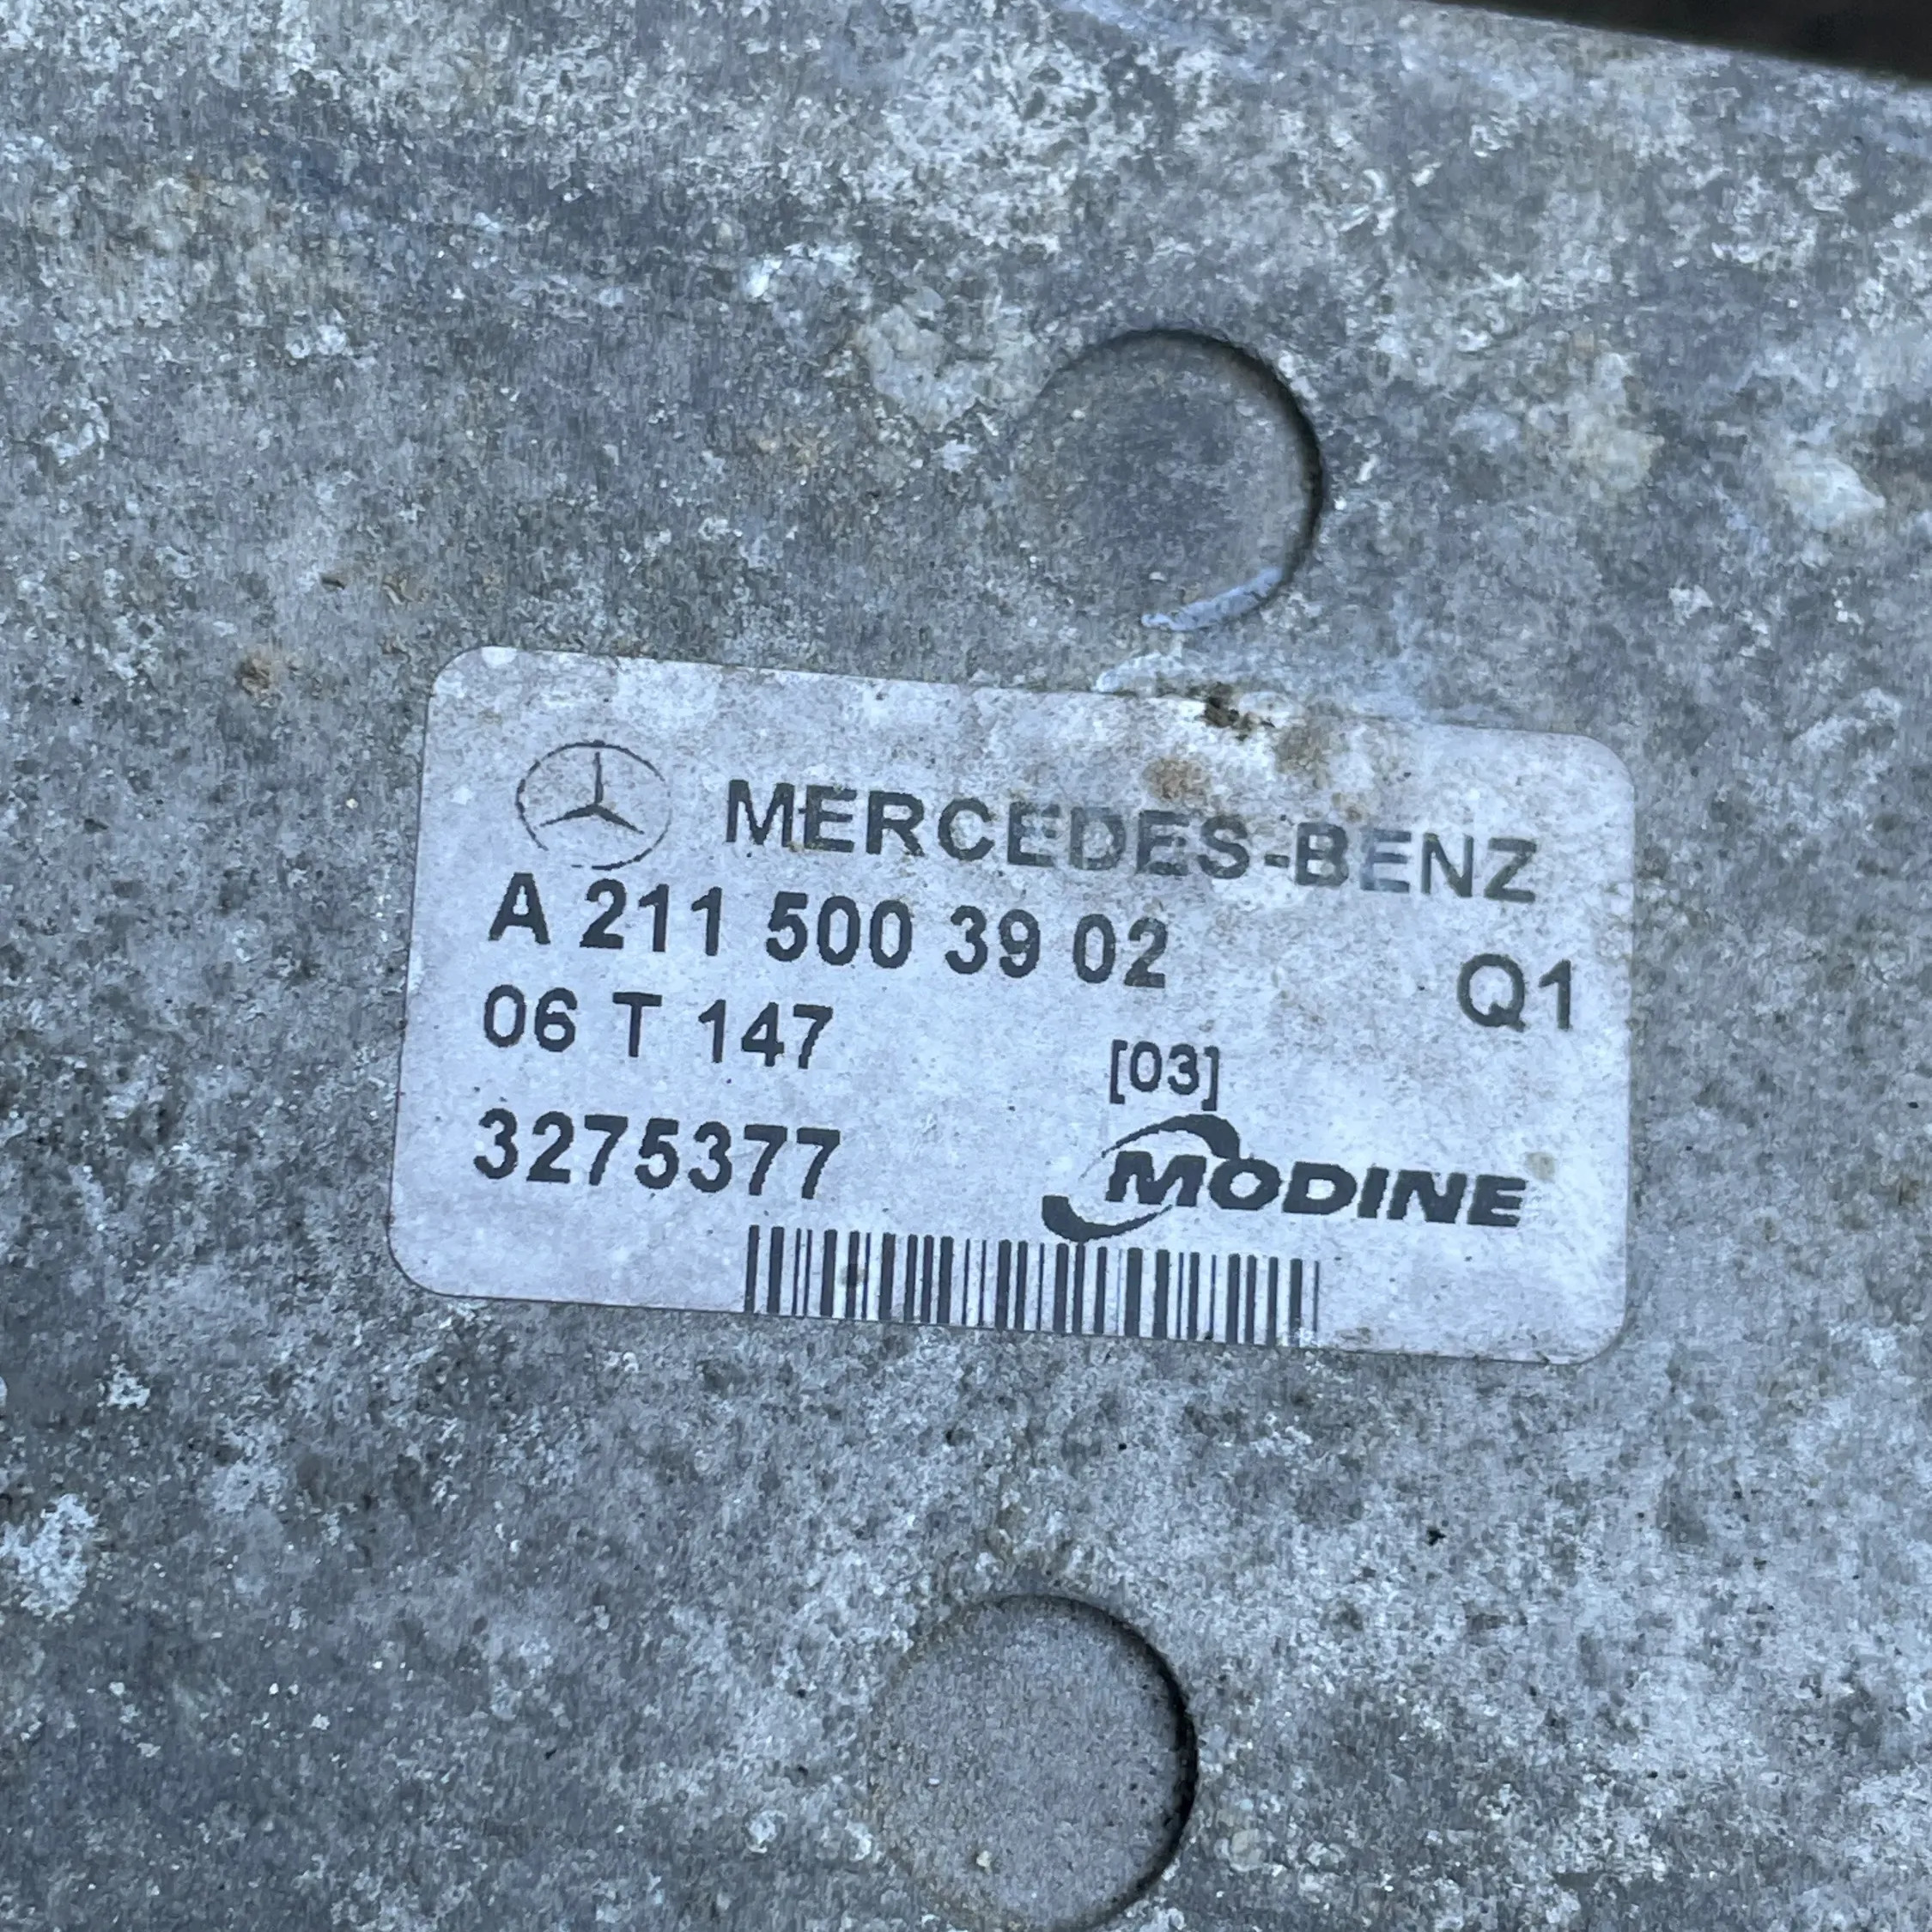 MERCEDES-BENZ
A 211 500 39 02
Q1
06 T 147
[03]
3275377
MODINE